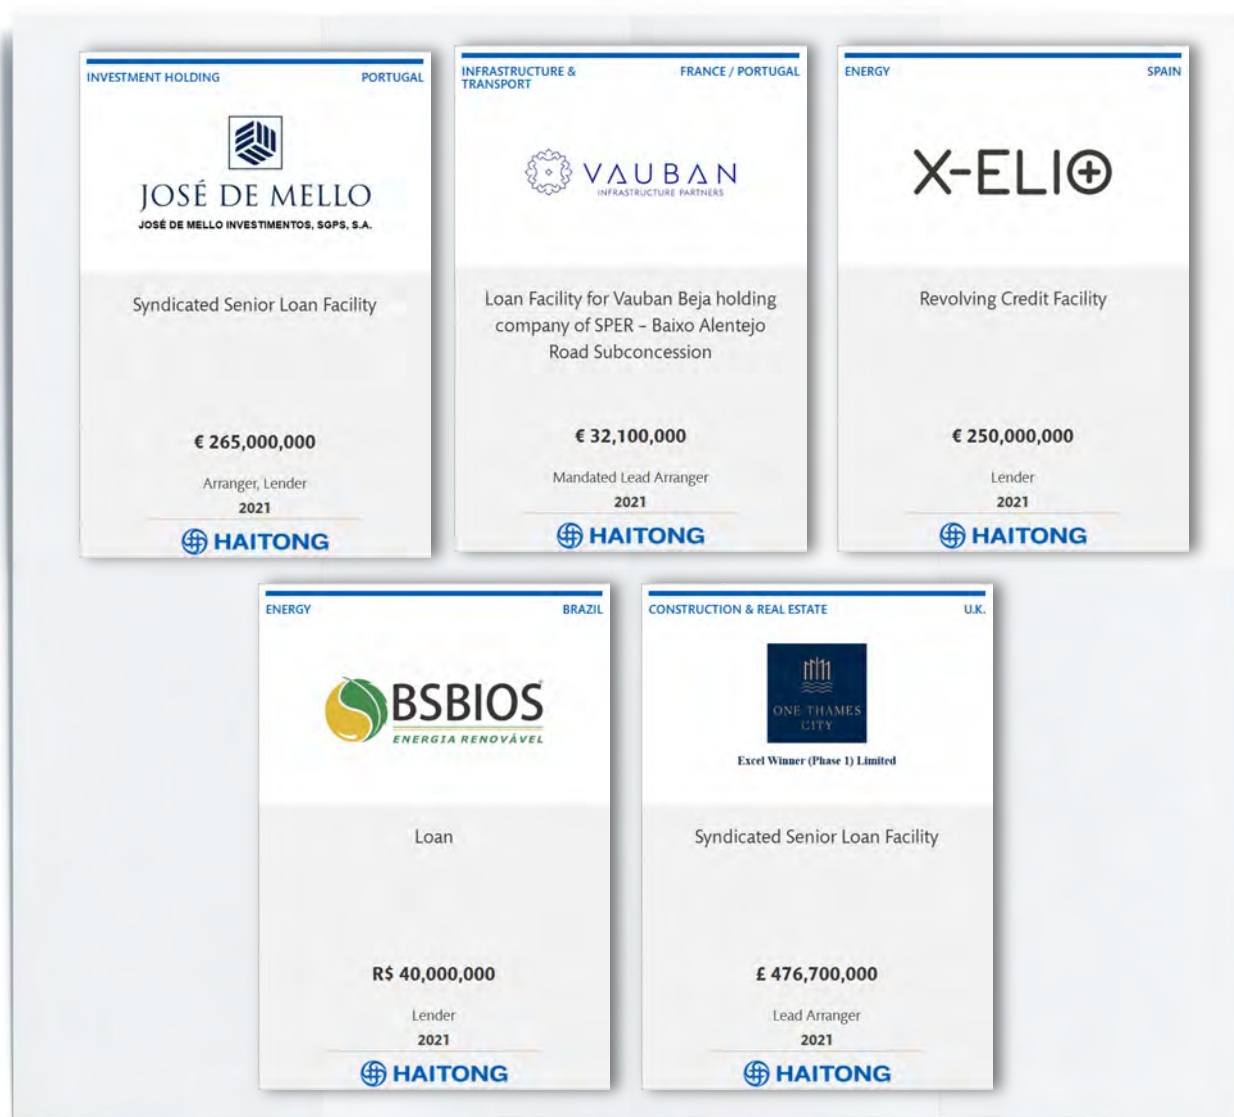 INVESTMENT HOLDING PORTUGAL
JOSÉ DE MELLO
JOSÉ DE MELLO INVESTIMENTOS, SGPS, S.A.
Syndicated Senior Loan Facility
€ 265,000,000
Arranger, Lender
2021
HAITONG
INFRASTRUCTURE & FRANCE / PORTUGAL
TRANSPORT
VAUBAN
INFRASTRUCTURE PARTNERS
Loan Facility for Vauban Beja holding
company of SPER – Baixo Alentejo
Road Subconcession
€ 32,100,000
Mandated Lead Arranger
2021
HAITONG
ENERGY SPAIN
X-ELIO
Revolving Credit Facility
€ 250,000,000
Lender
2021
HAITONG
ENERGY BRAZIL
BSBIOS
ENERGIA RENOVÁVEL
Loan
R$ 40,000,000
Lender
2021
HAITONG
CONSTRUCTION & REAL ESTATE U.K.
ONE THAMES
CITY
Excel Winner (Phase 1) Limited
Syndicated Senior Loan Facility
£ 476,700,000
Lead Arranger
2021
HAITONG